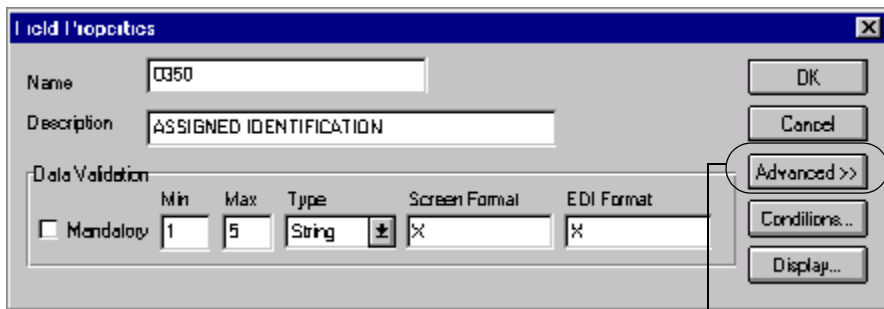 Field Properties
Name 0350 OK
Description ASSIGNED IDENTIFICATION Cancel
Data Validation Advanced >>
Min Max Type Screen Format EDI Format
Mandatory 1 5 String X X Conditions...
Display...